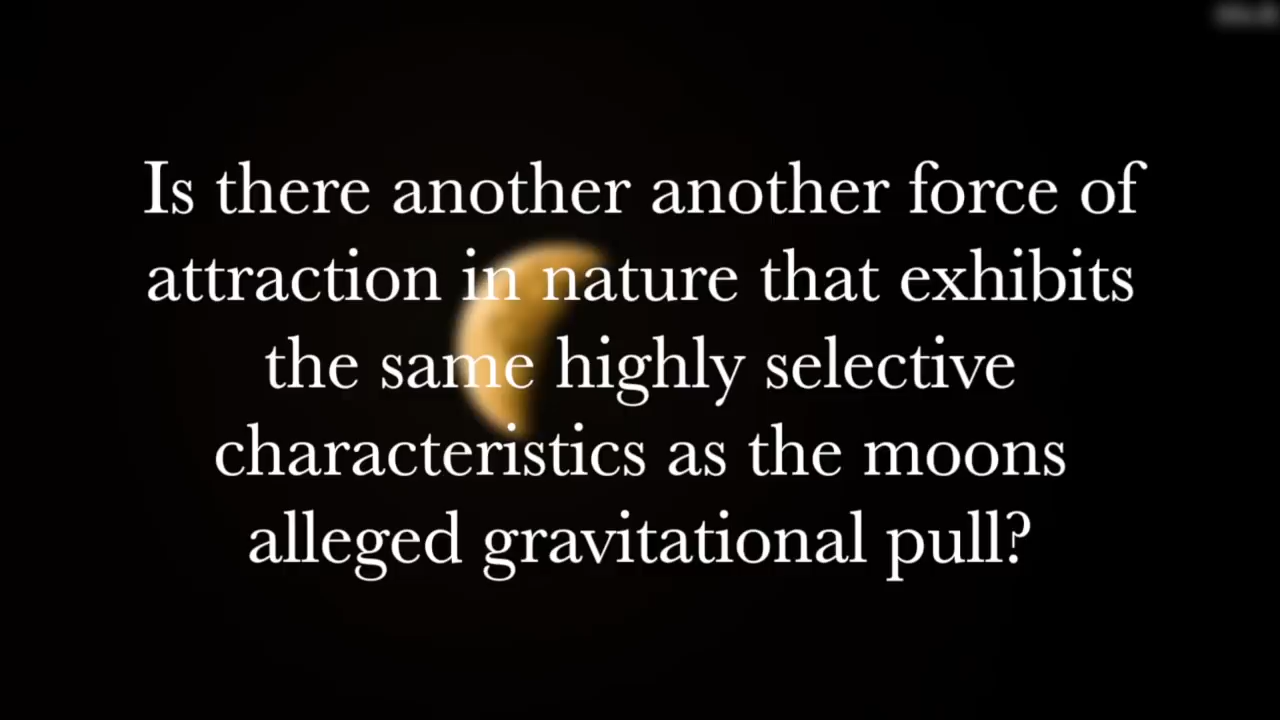 Is there another another force of
attraction in nature that exhibits
the same highly selective
characteristics as the moons
alleged gravitational pull?